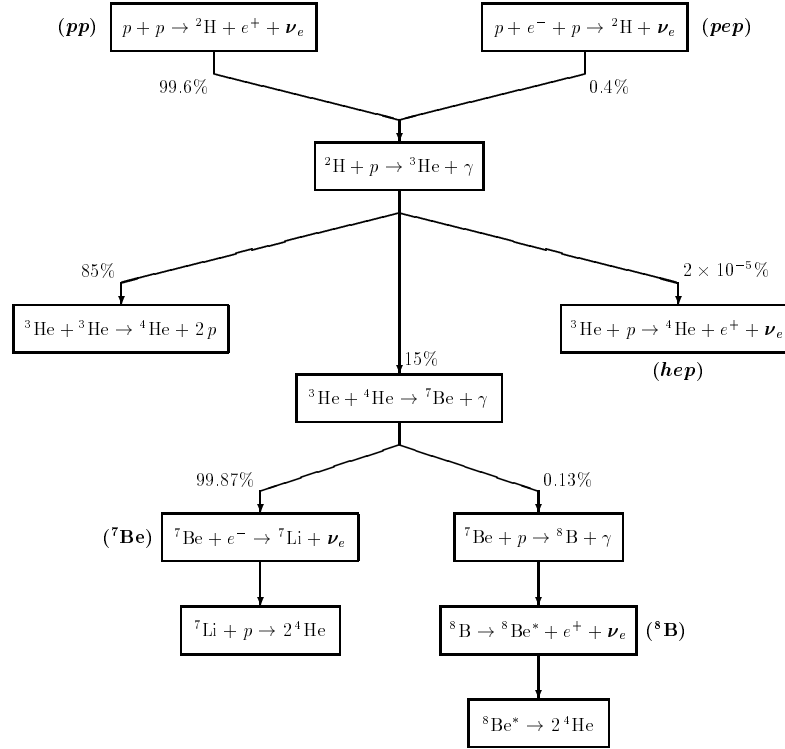 (pp) p + p → ²H + e⁺ + νₑ
p + e⁻ + p → ²H + νₑ (pep)
99.6%
0.4%
²H + p → ³He + γ
85%
2 × 10⁻⁵%
³He + ³He → ⁴He + 2 p
³He + p → ⁴He + e⁺ + νₑ
(hep)
15%
³He + ⁴He → ⁷Be + γ
99.87%
0.13%
(⁷Be) ⁷Be + e⁻ → ⁷Li + νₑ
⁷Be + p → ⁸B + γ
⁷Li + p → 2 ⁴He
⁸B → ⁸Be* + e⁺ + νₑ (⁸B)
⁸Be* → 2 ⁴He